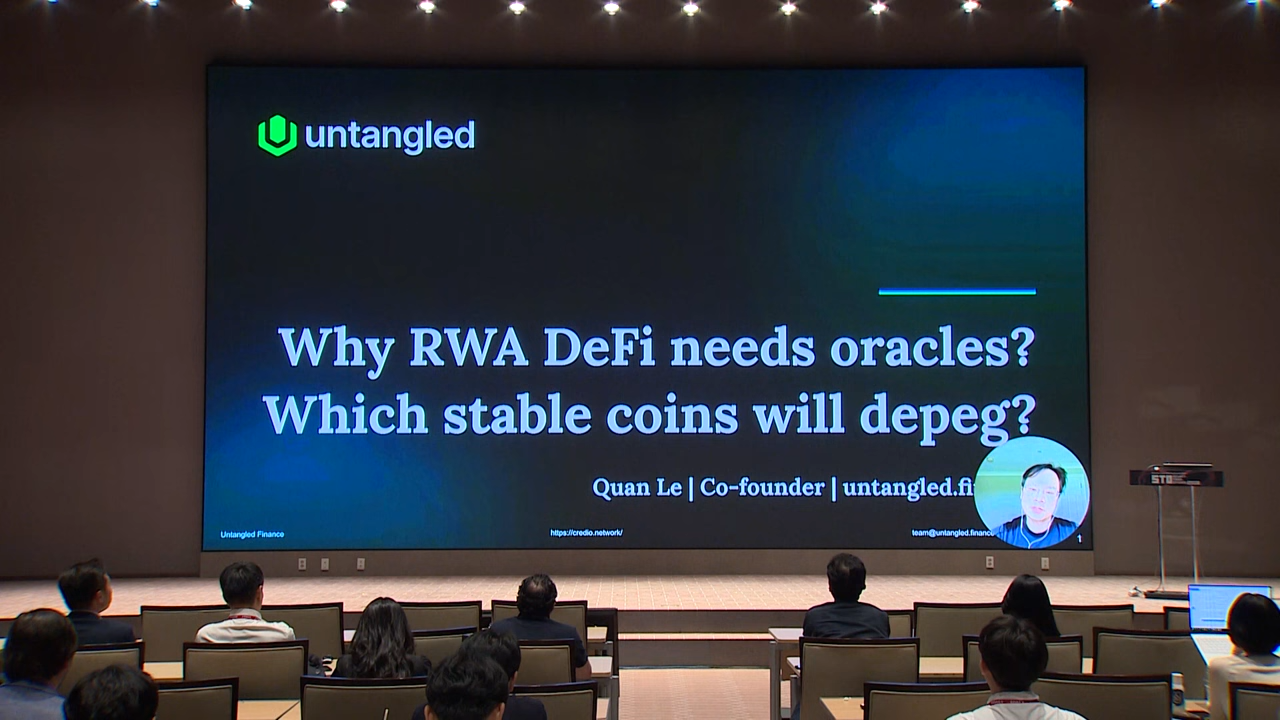 untangled
Why RWA DeFi needs oracles?
Which stable coins will depeg?
Quan Le | Co-founder | untangled.fi
Untangled Finance
https://credio.network/
team@untangled.finance
1
STO